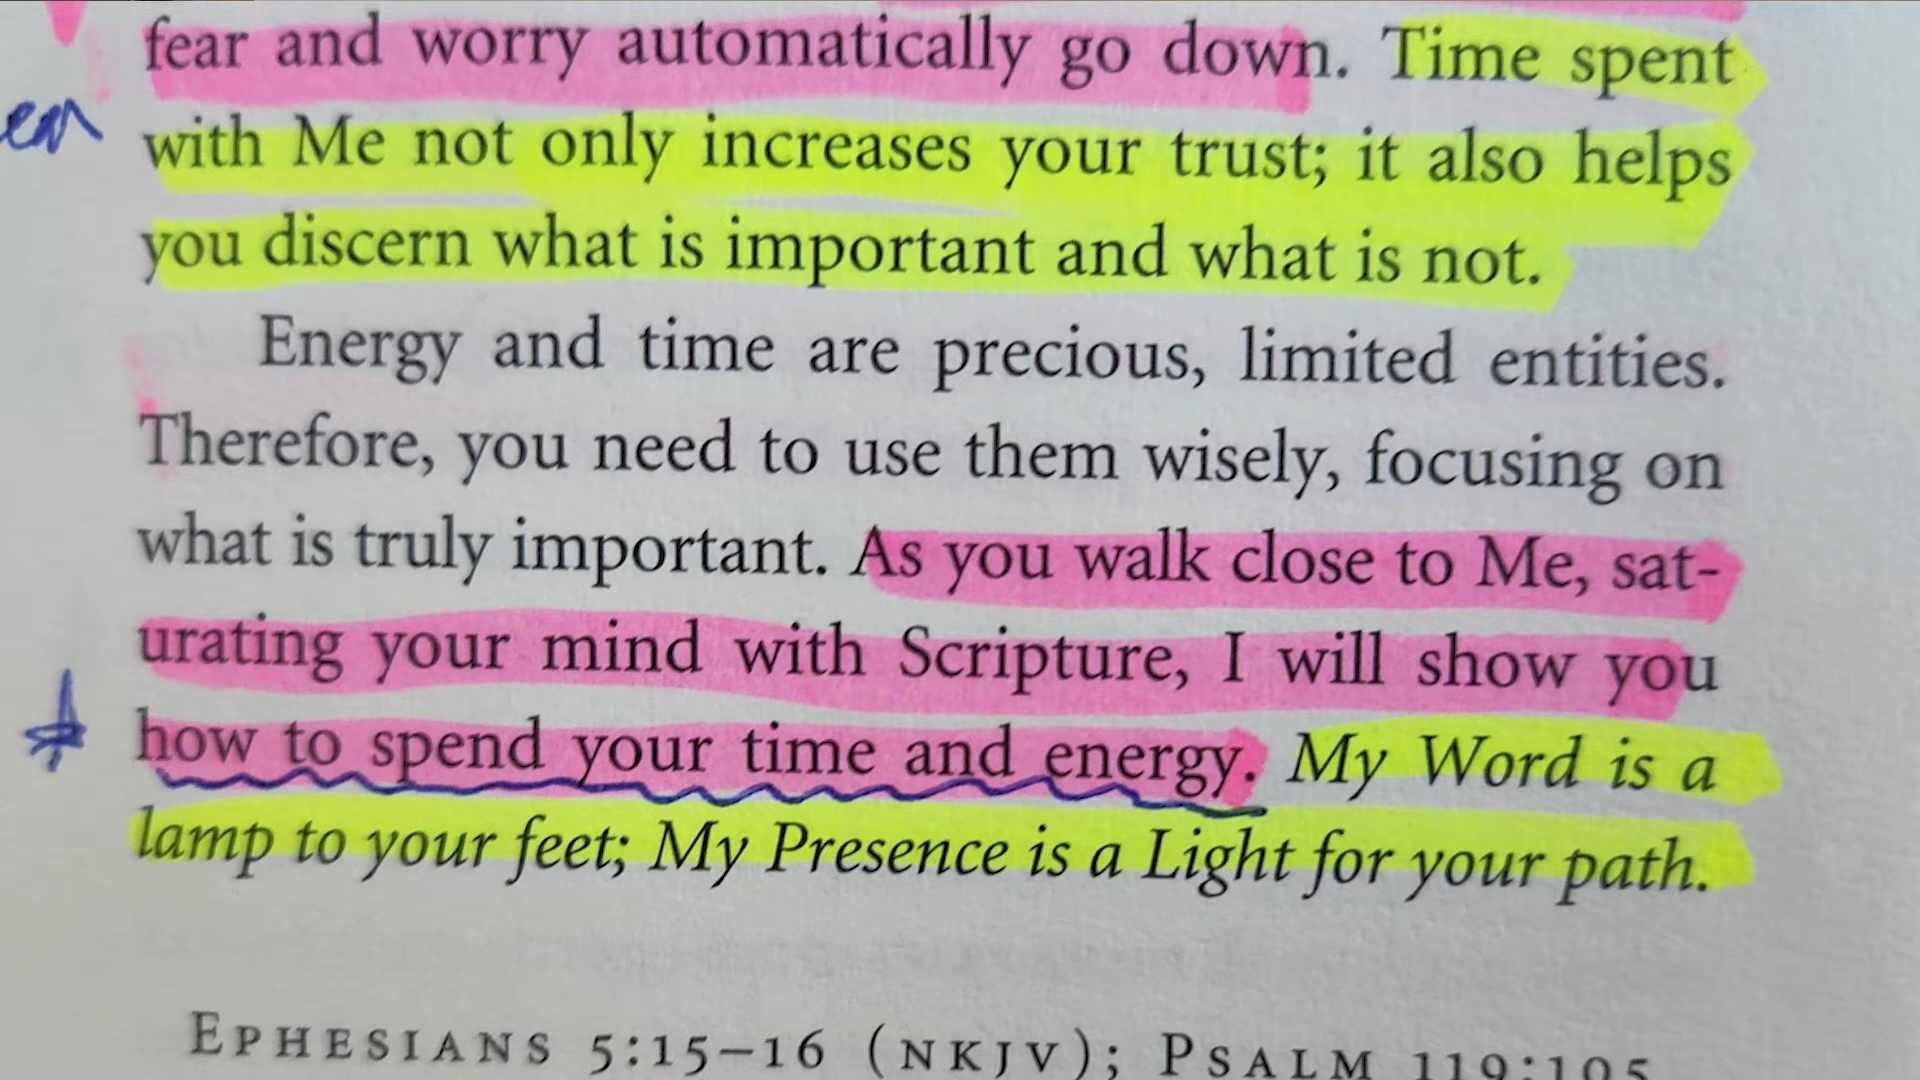 fear and worry automatically go down. Time spent
with Me not only increases your trust; it also helps
you discern what is important and what is not.
Energy and time are precious, limited entities.
Therefore, you need to use them wisely, focusing on
what is truly important. As you walk close to Me, sat-
urating your mind with Scripture, I will show you
how to spend your time and energy. My Word is a
lamp to your feet; My Presence is a Light for your path.
EPHESIANS 5:15–16 (NKJV); PSALM 119:105